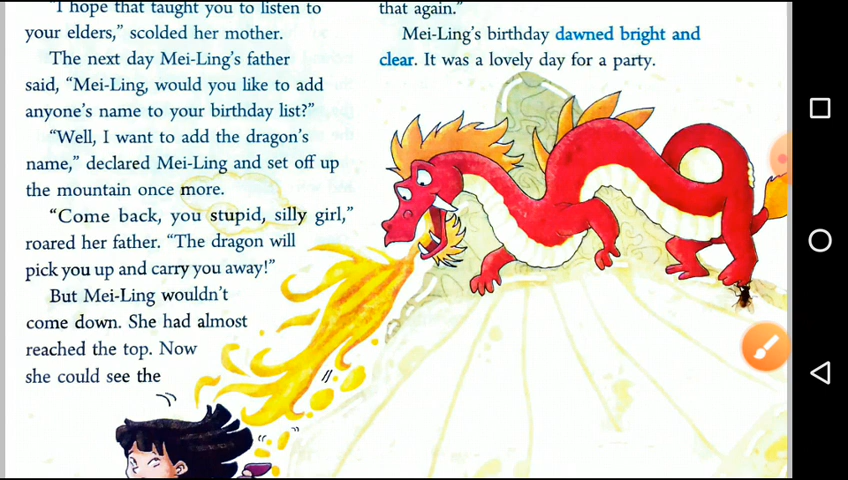 "I hope that taught you to listen to
your elders," scolded her mother.
The next day Mei-Ling's father
said, "Mei-Ling, would you like to add
anyone's name to your birthday list?"
"Well, I want to add the dragon's
name," declared Mei-Ling and set off up
the mountain once more.
"Come back, you stupid, silly girl,"
roared her father. "The dragon will
pick you up and carry you away!"
But Mei-Ling wouldn't
come down. She had almost
reached the top. Now
she could see the
that again."
Mei-Ling's birthday dawned bright and
clear. It was a lovely day for a party.